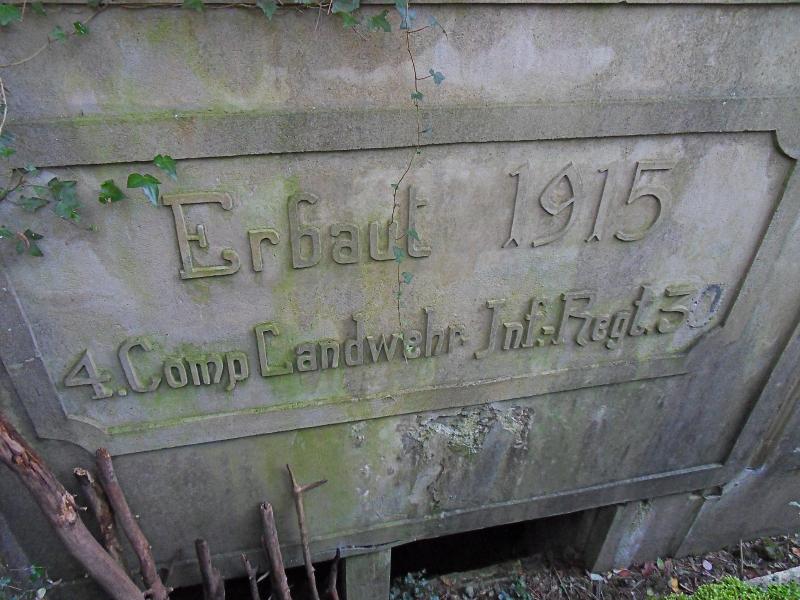 Erbaut 1915
4. Comp Landwehr Inf.-Regt. 30